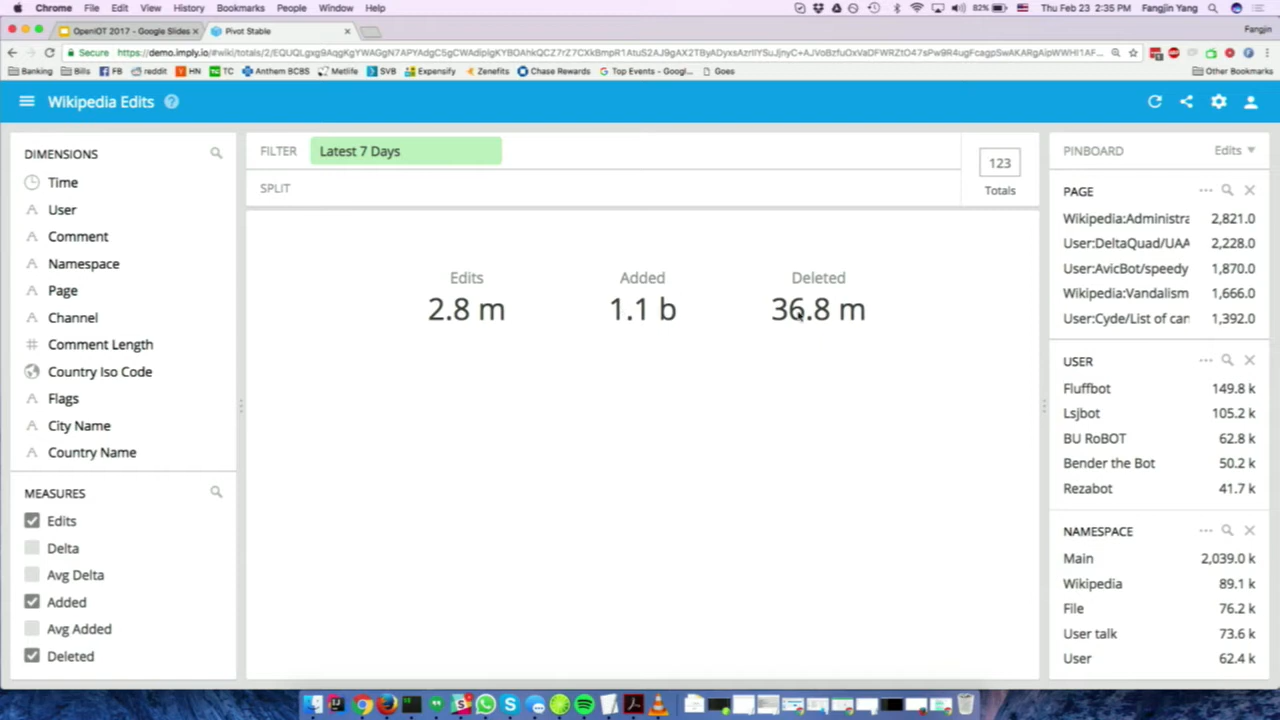 Chrome File Edit View History Bookmarks People Window Help 82% Thu Feb 23 2:35 PM Fangjin Yang
OpenIOT 2017 - Google Slides Pivot Stable Fangjin
Secure
Banking Bills FB reddit HN TC Anthem BCBS Metlife SVB Expensify Zenefits Chase Rewards Top Events - Googl... Goes Other Bookmarks
Wikipedia Edits
DIMENSIONS
Time
User
Comment
Namespace
Page
Channel
Comment Length
Country Iso Code
Flags
City Name
Country Name
MEASURES
Edits
Delta
Avg Delta
Added
Avg Added
Deleted
FILTER Latest 7 Days
SPLIT
123
Totals
Edits Added Deleted
2.8 m 1.1 b 36.8 m
PINBOARD Edits
PAGE
Wikipedia:Administra 2,821.0
User:DeltaQuad/UAA 2,228.0
User:AvicBot/speedy 1,870.0
Wikipedia:Vandalism 1,666.0
User:Cyde/List of can 1,392.0
USER
Fluffbot 149.8 k
Lsjbot 105.2 k
BU RoBOT 62.8 k
Bender the Bot 50.2 k
Rezabot 41.7 k
NAMESPACE
Main 2,039.0 k
Wikipedia 89.1 k
File 76.2 k
User talk 73.6 k
User 62.4 k